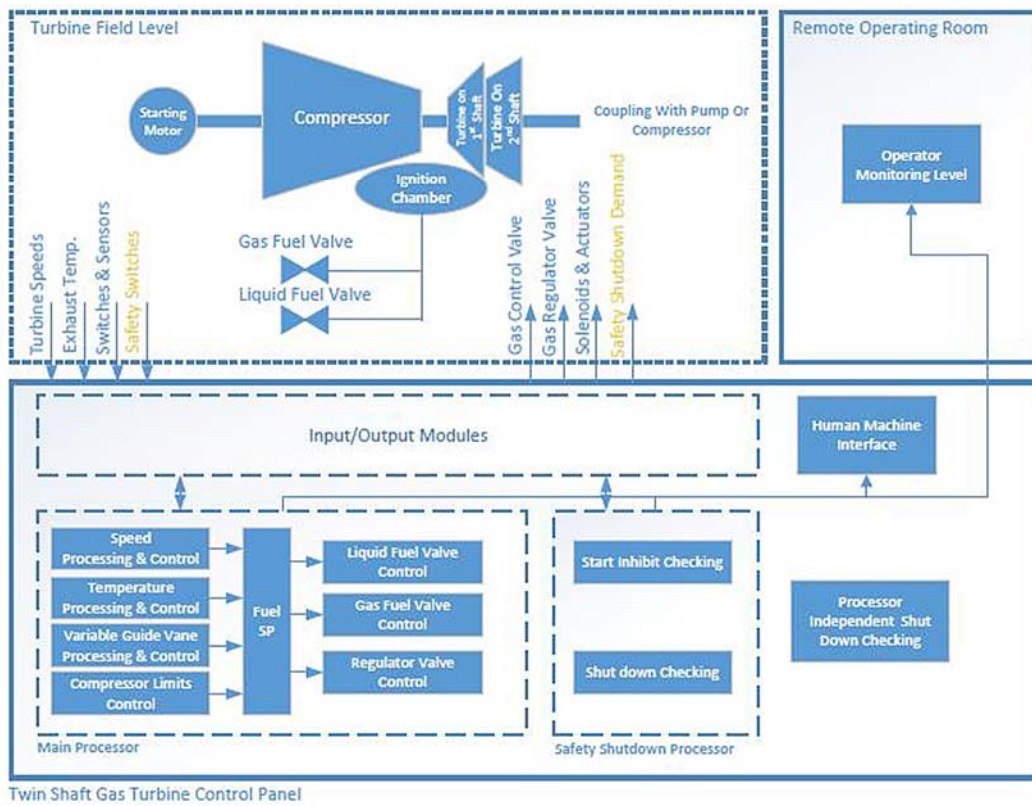 Turbine Field Level
Starting
Motor
Compressor
Turbine on
1st Shaft
Turbine On
2nd Shaft
Coupling With Pump Or
Compressor
Ignition
Chamber
Gas Fuel Valve
Liquid Fuel Valve
Turbine Speeds
Exhaust Temp.
Switches & Sensors
Safety Switches
Gas Control Valve
Gas Regulator Valve
Solenoids & Actuators
Safety Shutdown Demand
Remote Operating Room
Operator
Monitoring Level
Input/Output Modules
Human Machine
Interface
Speed
Processing & Control
Temperature
Processing & Control
Variable Guide Vane
Processing & Control
Compressor Limits
Control
Fuel
SP
Liquid Fuel Valve
Control
Gas Fuel Valve
Control
Regulator Valve
Control
Main Processor
Start Inhibit Checking
Shut down Checking
Safety Shutdown Processor
Processor
Independent Shut
Down Checking
Twin Shaft Gas Turbine Control Panel